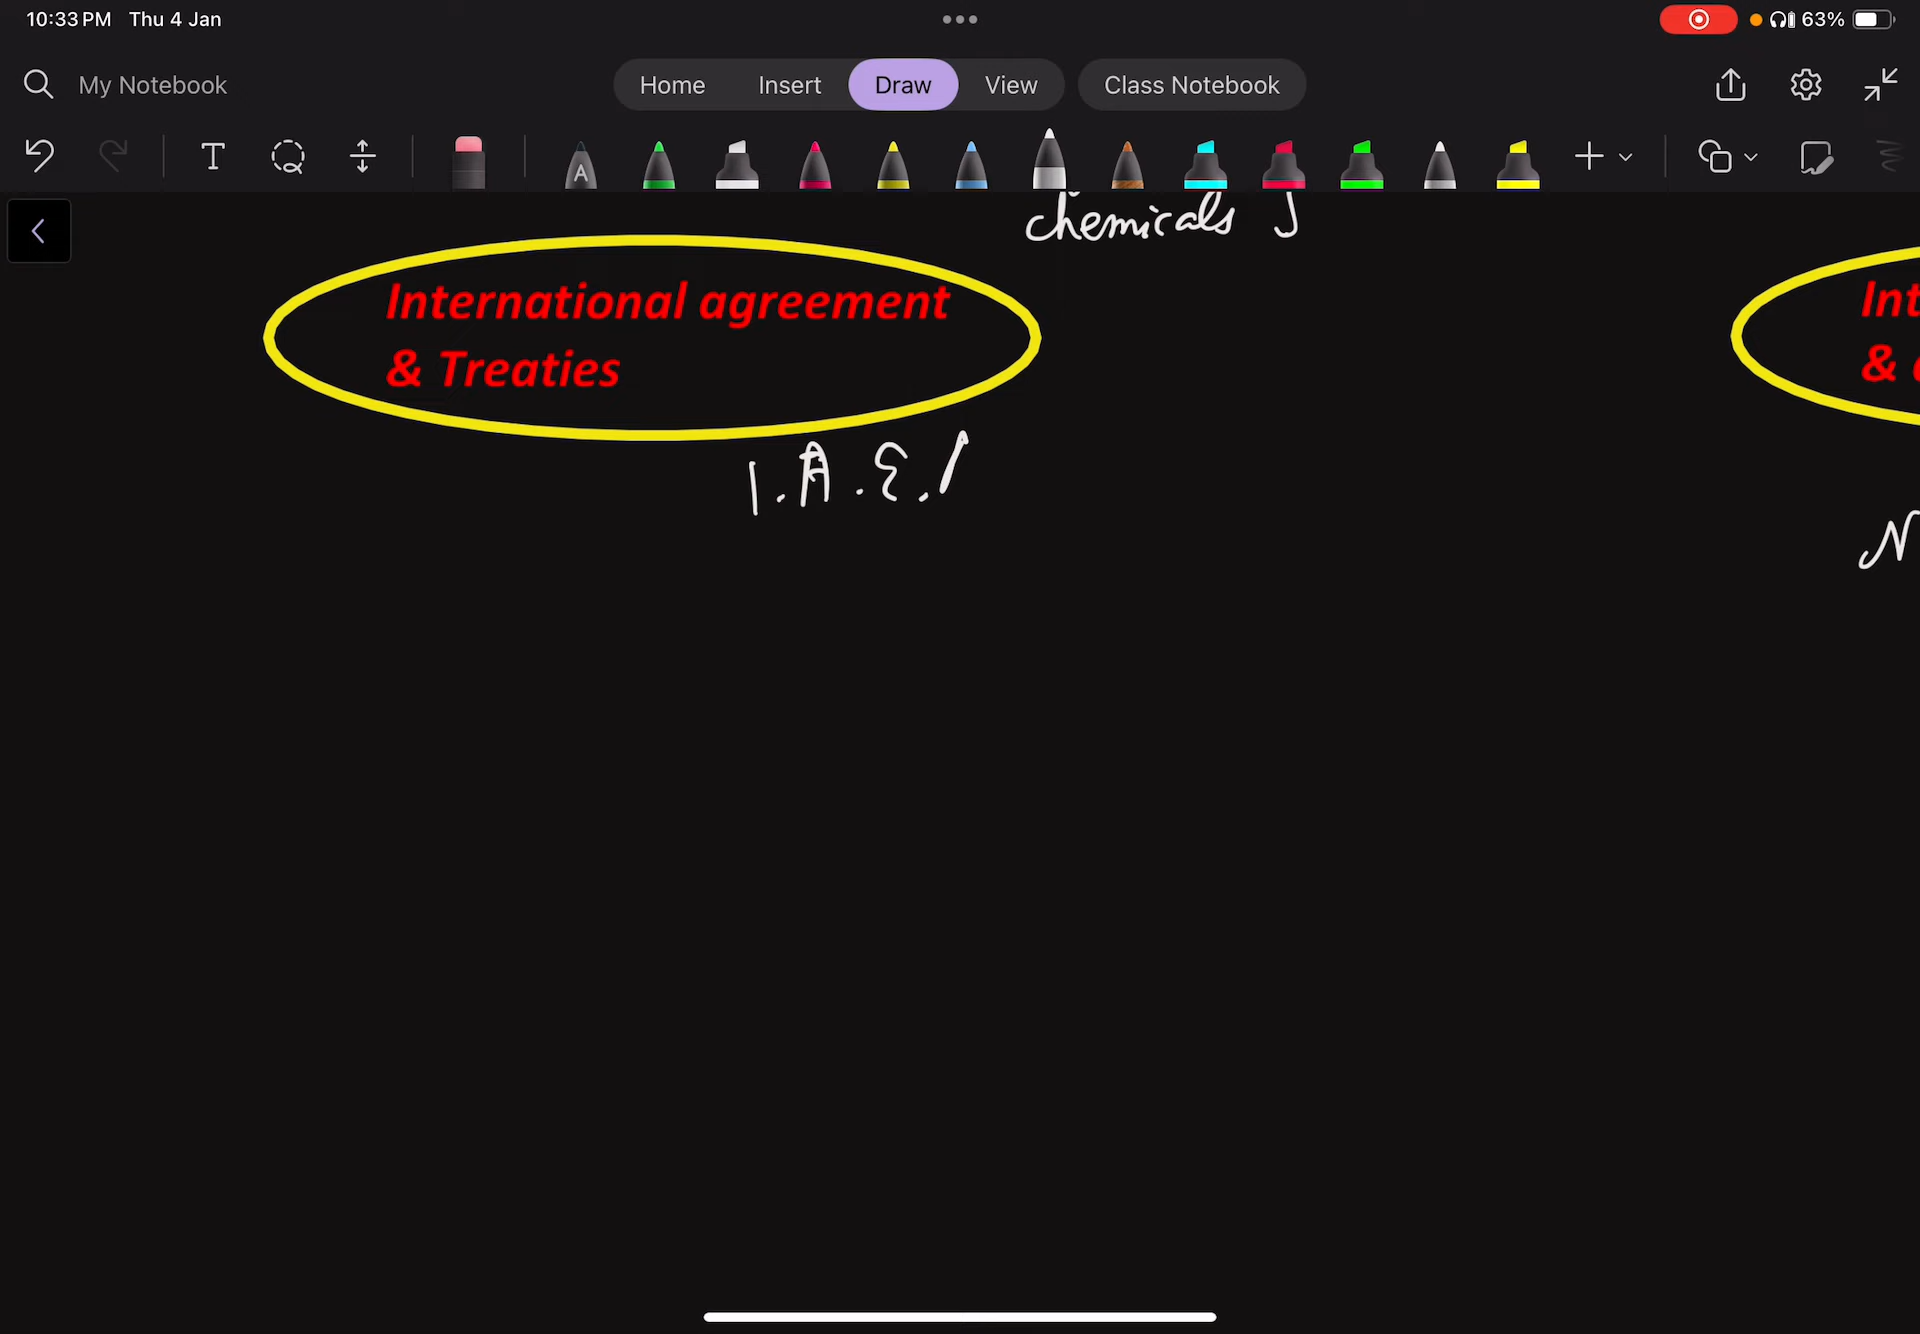 10:33 PM Thu 4 Jan
63%
My Notebook
Home Insert Draw View Class Notebook
T
A
chemicals
International agreement
& Treaties
Int
&
I.A.E.
N